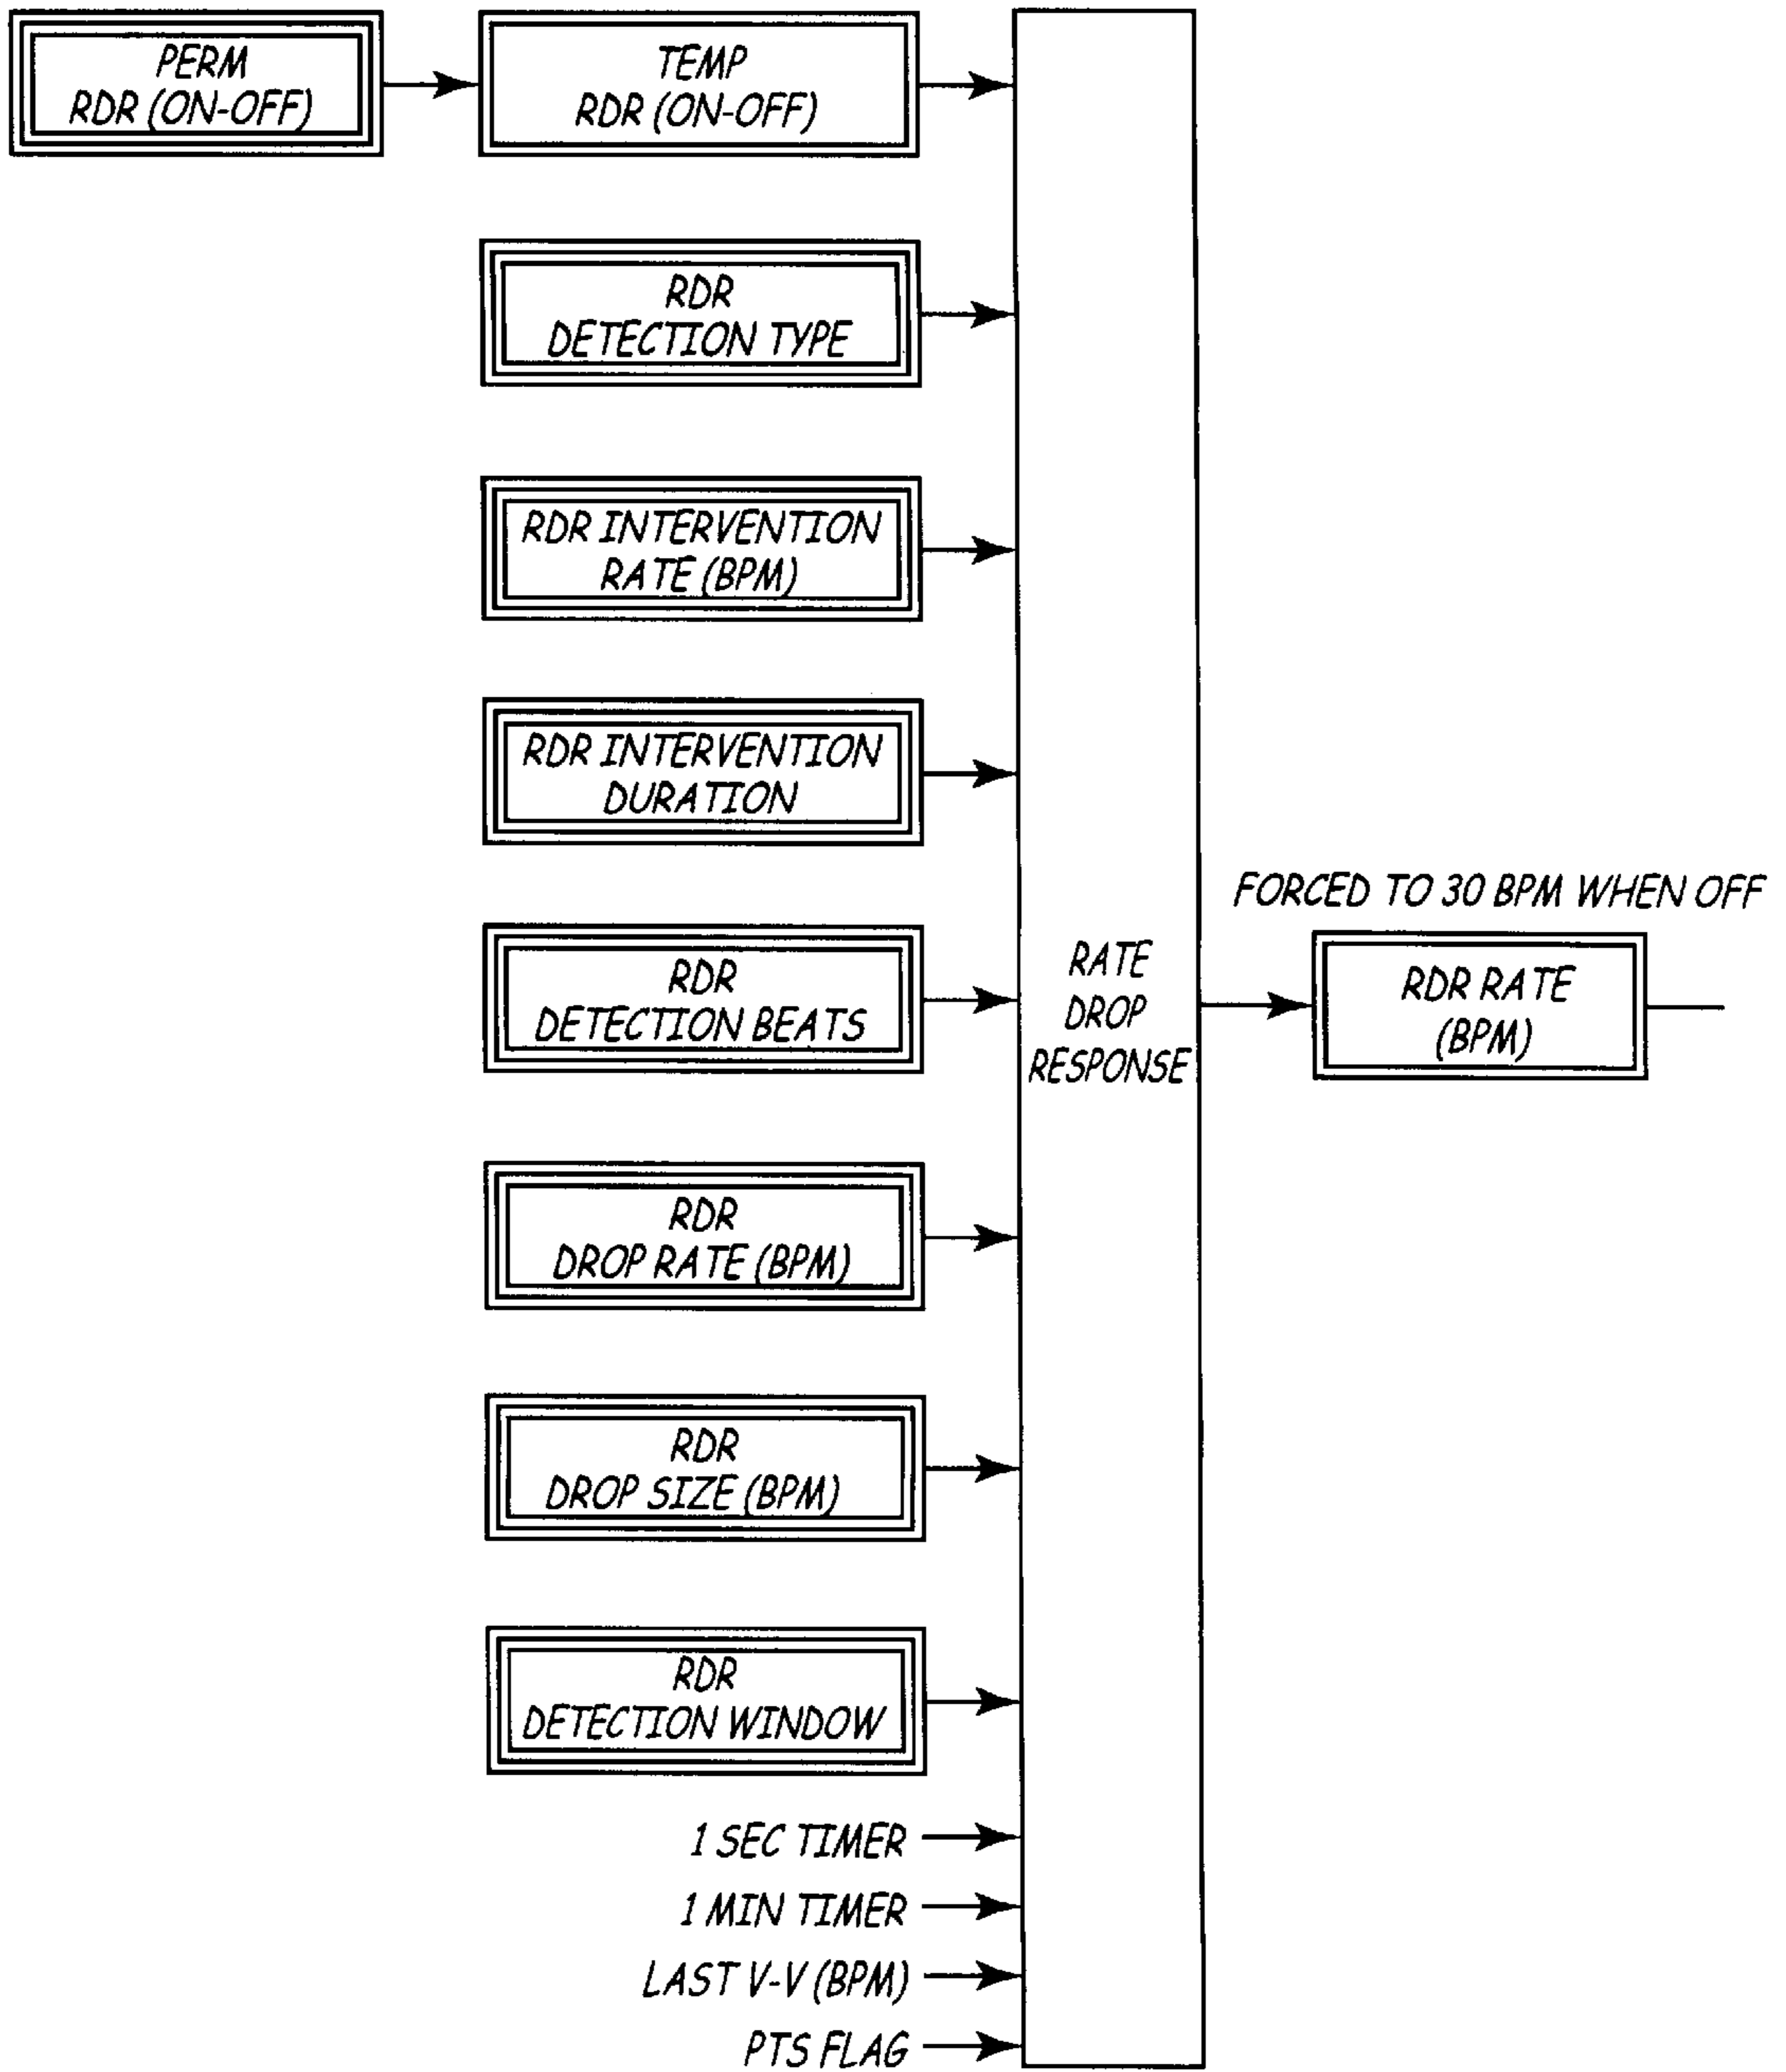 PERM
RDR (ON-OFF)
TEMP
RDR (ON-OFF)
RDR
DETECTION TYPE
RDR INTERVENTION
RATE (BPM)
RDR INTERVENTION
DURATION
RDR
DETECTION BEATS
RDR
DROP RATE (BPM)
RDR
DROP SIZE (BPM)
RDR
DETECTION WINDOW
1 SEC TIMER
1 MIN TIMER
LAST V-V (BPM)
PTS FLAG
RATE
DROP
RESPONSE
FORCED TO 30 BPM WHEN OFF
RDR RATE
(BPM)